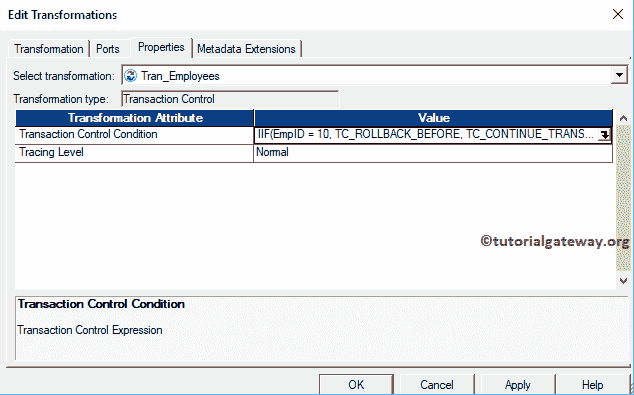 Edit Transformations
Transformation Ports Properties Metadata Extensions
Select transformation: Tran_Employees
Transformation type: Transaction Control
Transformation Attribute Value
Transaction Control Condition IIF(EmpID = 10, TC_ROLLBACK_BEFORE, TC_CONTINUE_TRANS...
Tracing Level Normal
©tutorialgateway.org
Transaction Control Condition
Transaction Control Expression
OK Cancel Apply Help